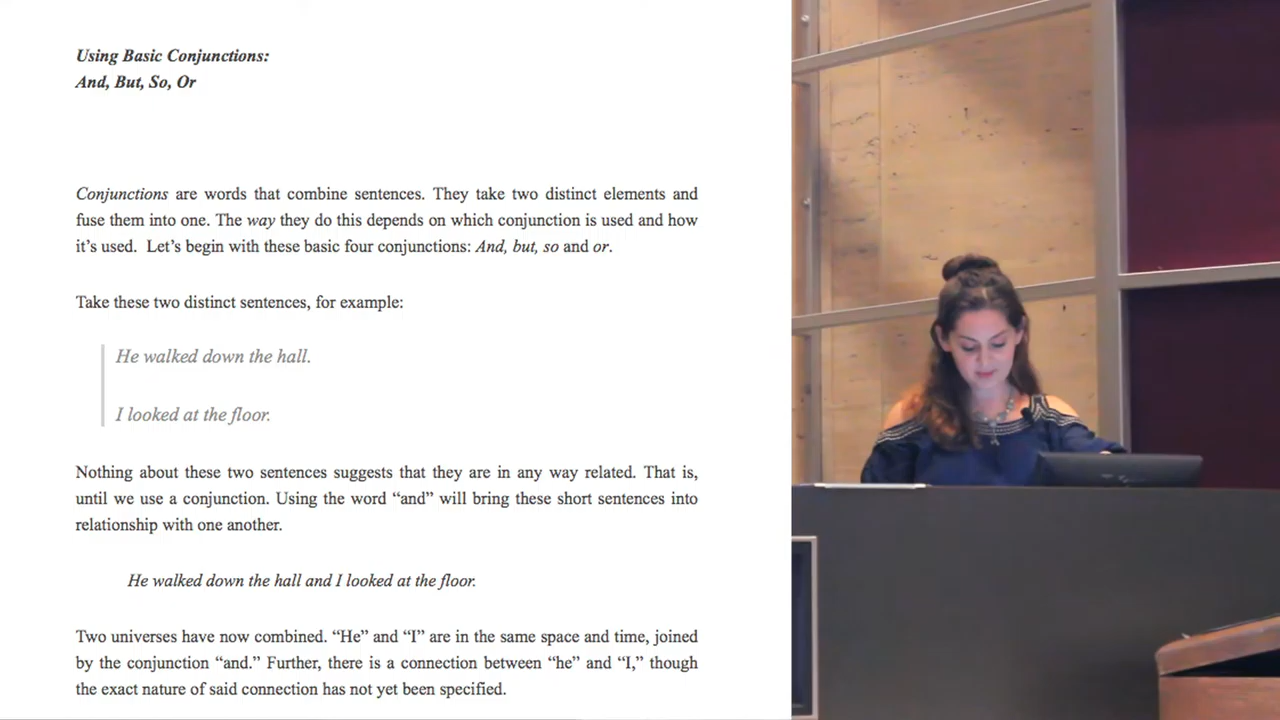 Using Basic Conjunctions:
And, But, So, Or
Conjunctions are words that combine sentences. They take two distinct elements and
fuse them into one. The way they do this depends on which conjunction is used and how
it's used.  Let's begin with these basic four conjunctions: And, but, so and or.
Take these two distinct sentences, for example:
He walked down the hall.
I looked at the floor.
Nothing about these two sentences suggests that they are in any way related. That is,
until we use a conjunction. Using the word “and” will bring these short sentences into
relationship with one another.
He walked down the hall and I looked at the floor.
Two universes have now combined. “He” and “I” are in the same space and time, joined
by the conjunction “and.” Further, there is a connection between “he” and “I,” though
the exact nature of said connection has not yet been specified.